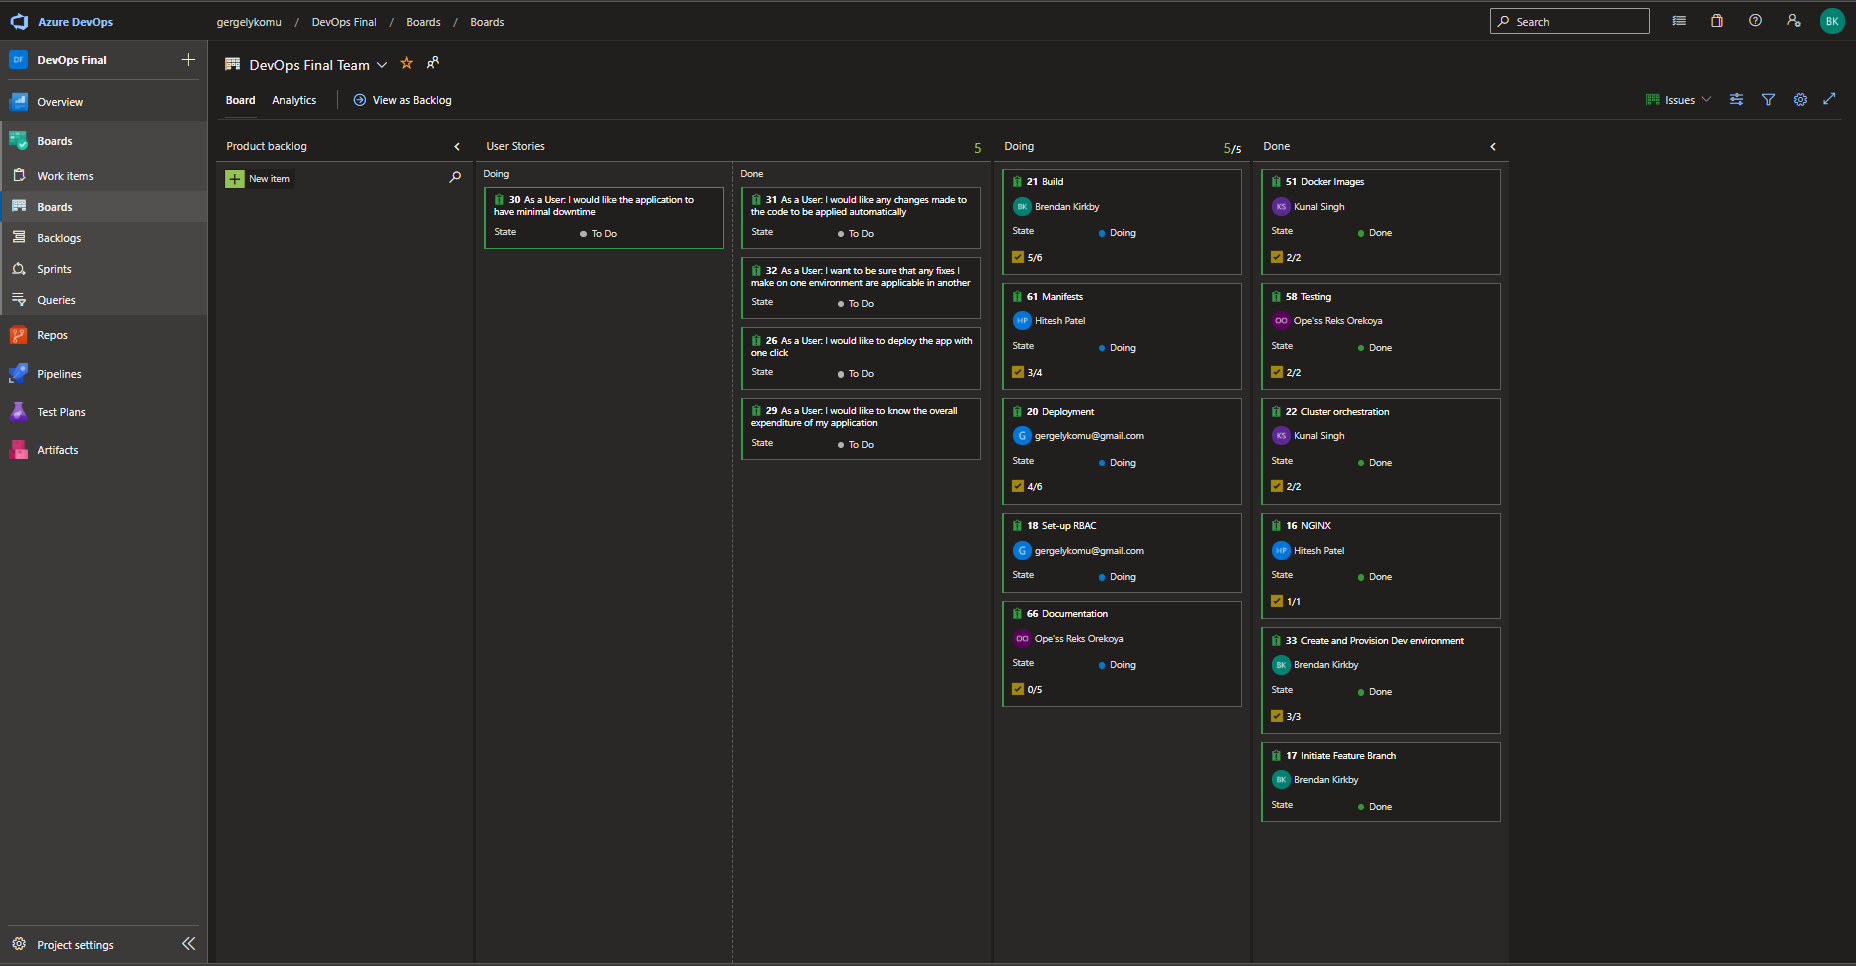 Azure DevOps
gergelykomu / DevOps Final / Boards / Boards
Search
BK
DF DevOps Final
Overview
Boards
Work items
Boards
Backlogs
Sprints
Queries
Repos
Pipelines
Test Plans
Artifacts
Project settings
DevOps Final Team
Board Analytics View as Backlog
Issues
Product backlog
New item
User Stories 5
Doing
30 As a User: I would like the application to
have minimal downtime
State To Do
Done
31 As a User: I would like any changes made to
the code to be applied automatically
State To Do
32 As a User: I want to be sure that any fixes I
make on one environment are applicable in another
State To Do
26 As a User: I would like to deploy the app with
one click
State To Do
29 As a User: I would like to know the overall
expenditure of my application
State To Do
Doing 5/5
21 Build
BK Brendan Kirkby
State Doing
5/6
61 Manifests
HP Hitesh Patel
State Doing
3/4
20 Deployment
G gergelykomu@gmail.com
State Doing
4/6
18 Set-up RBAC
G gergelykomu@gmail.com
State Doing
66 Documentation
OO Ope'ss Reks Orekoya
State Doing
0/5
Done
51 Docker Images
KS Kunal Singh
State Done
2/2
58 Testing
OO Ope'ss Reks Orekoya
State Done
2/2
22 Cluster orchestration
KS Kunal Singh
State Done
2/2
16 NGINX
HP Hitesh Patel
State Done
1/1
33 Create and Provision Dev environment
BK Brendan Kirkby
State Done
3/3
17 Initiate Feature Branch
BK Brendan Kirkby
State Done